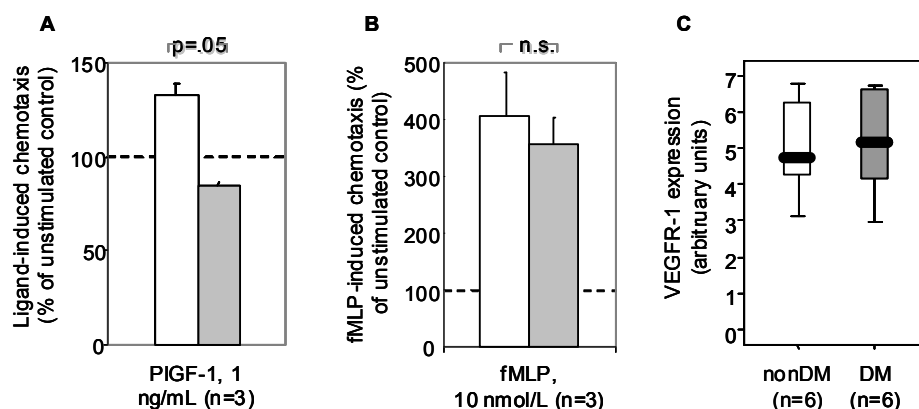 A
B
C
p=.05
n.s.
Ligand-induced chemotaxis
(% of unstimulated control)
150
100
50
0
PlGF-1, 1
ng/mL (n=3)
fMLP-induced chemotaxis (%
of unstimulated control)
500
400
300
200
100
0
fMLP,
10 nmol/L (n=3)
VEGFR-1 expression
(arbitrary units)
7
6
5
4
3
2
1
0
nonDM DM
(n=6) (n=6)